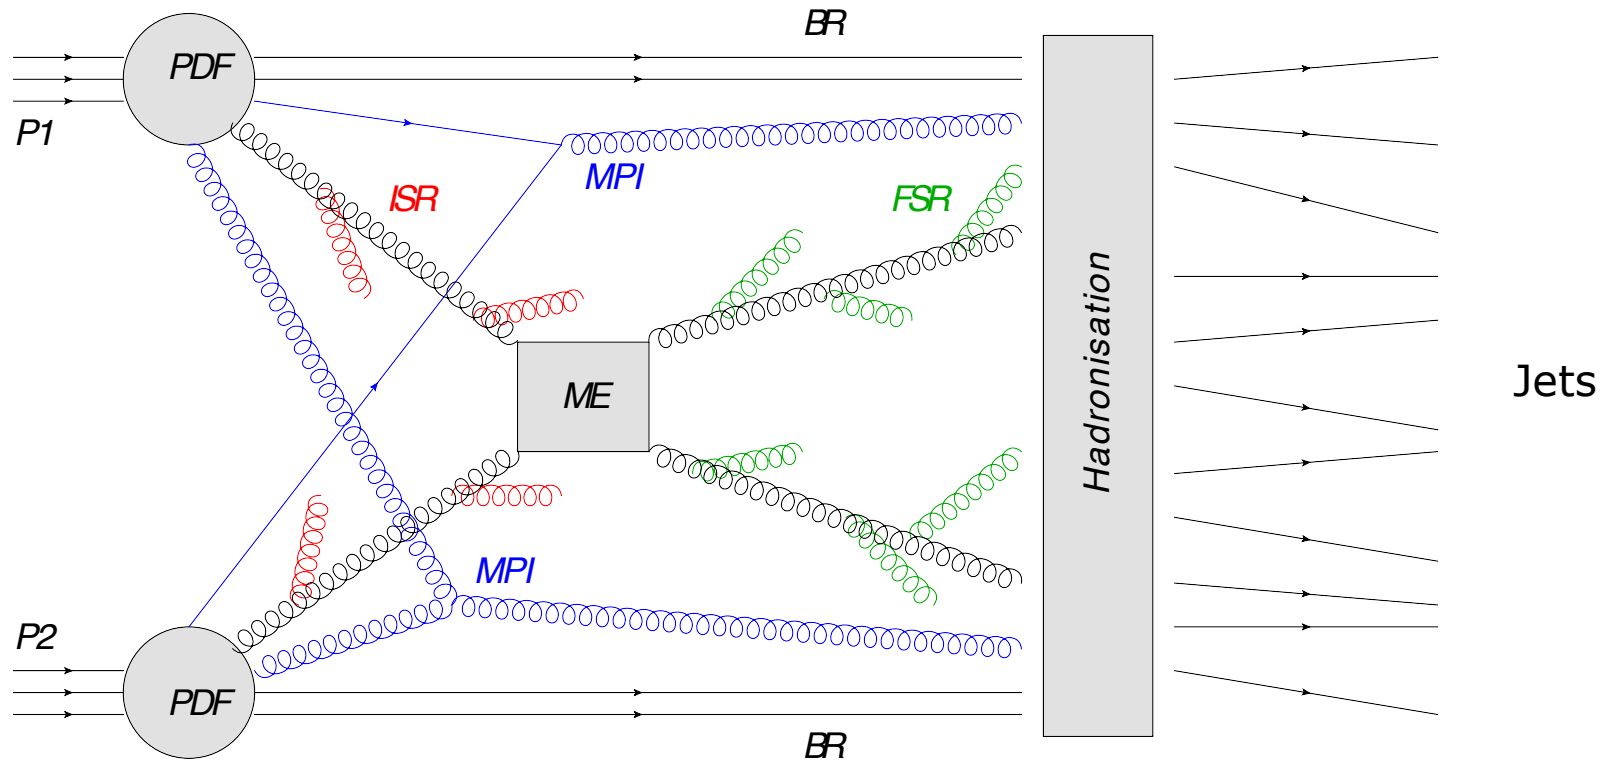 BR
PDF
P1
MPI
ISR
FSR
Hadronisation
ME
Jets
MPI
P2
PDF
BR